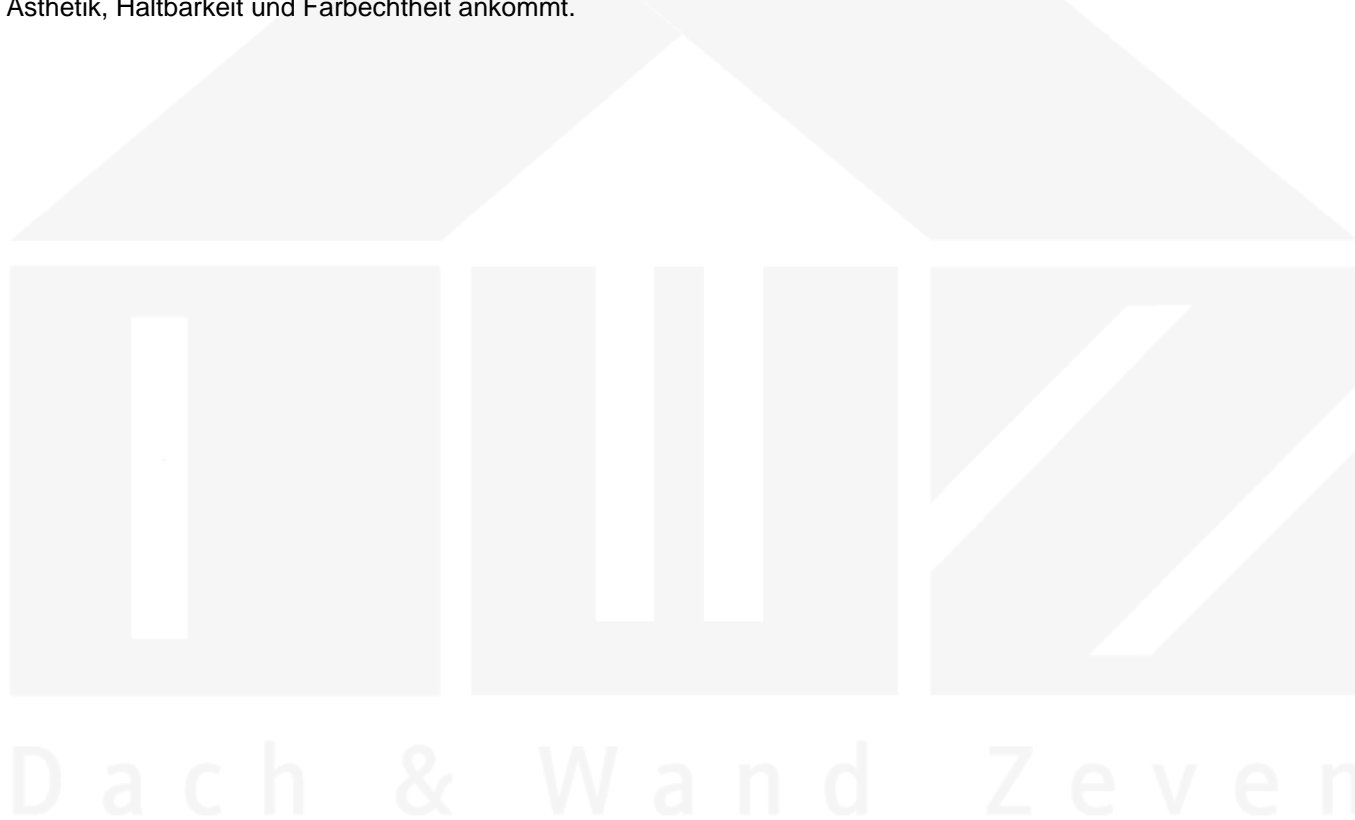 Ästhetik, Haltbarkeit und Farbechtheit ankommt.
Dach & Wand Zeven